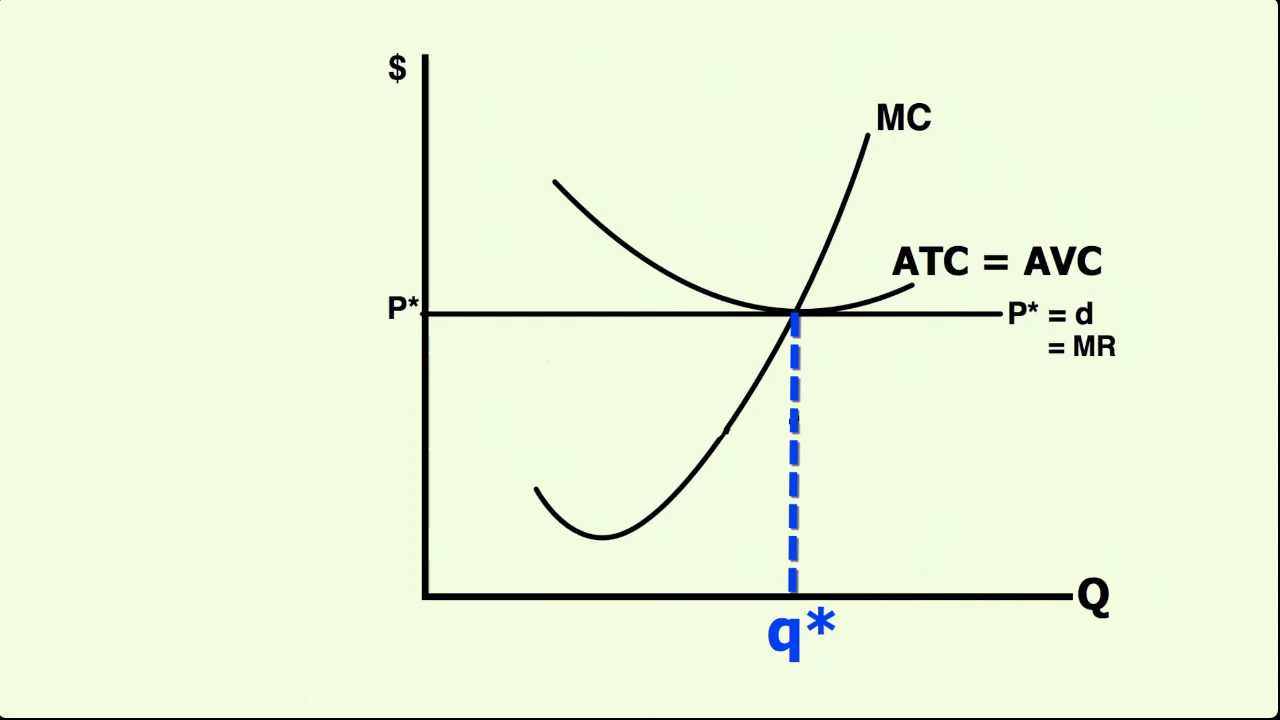 $
MC
ATC = AVC
P*
P* = d
= MR
Q
q*